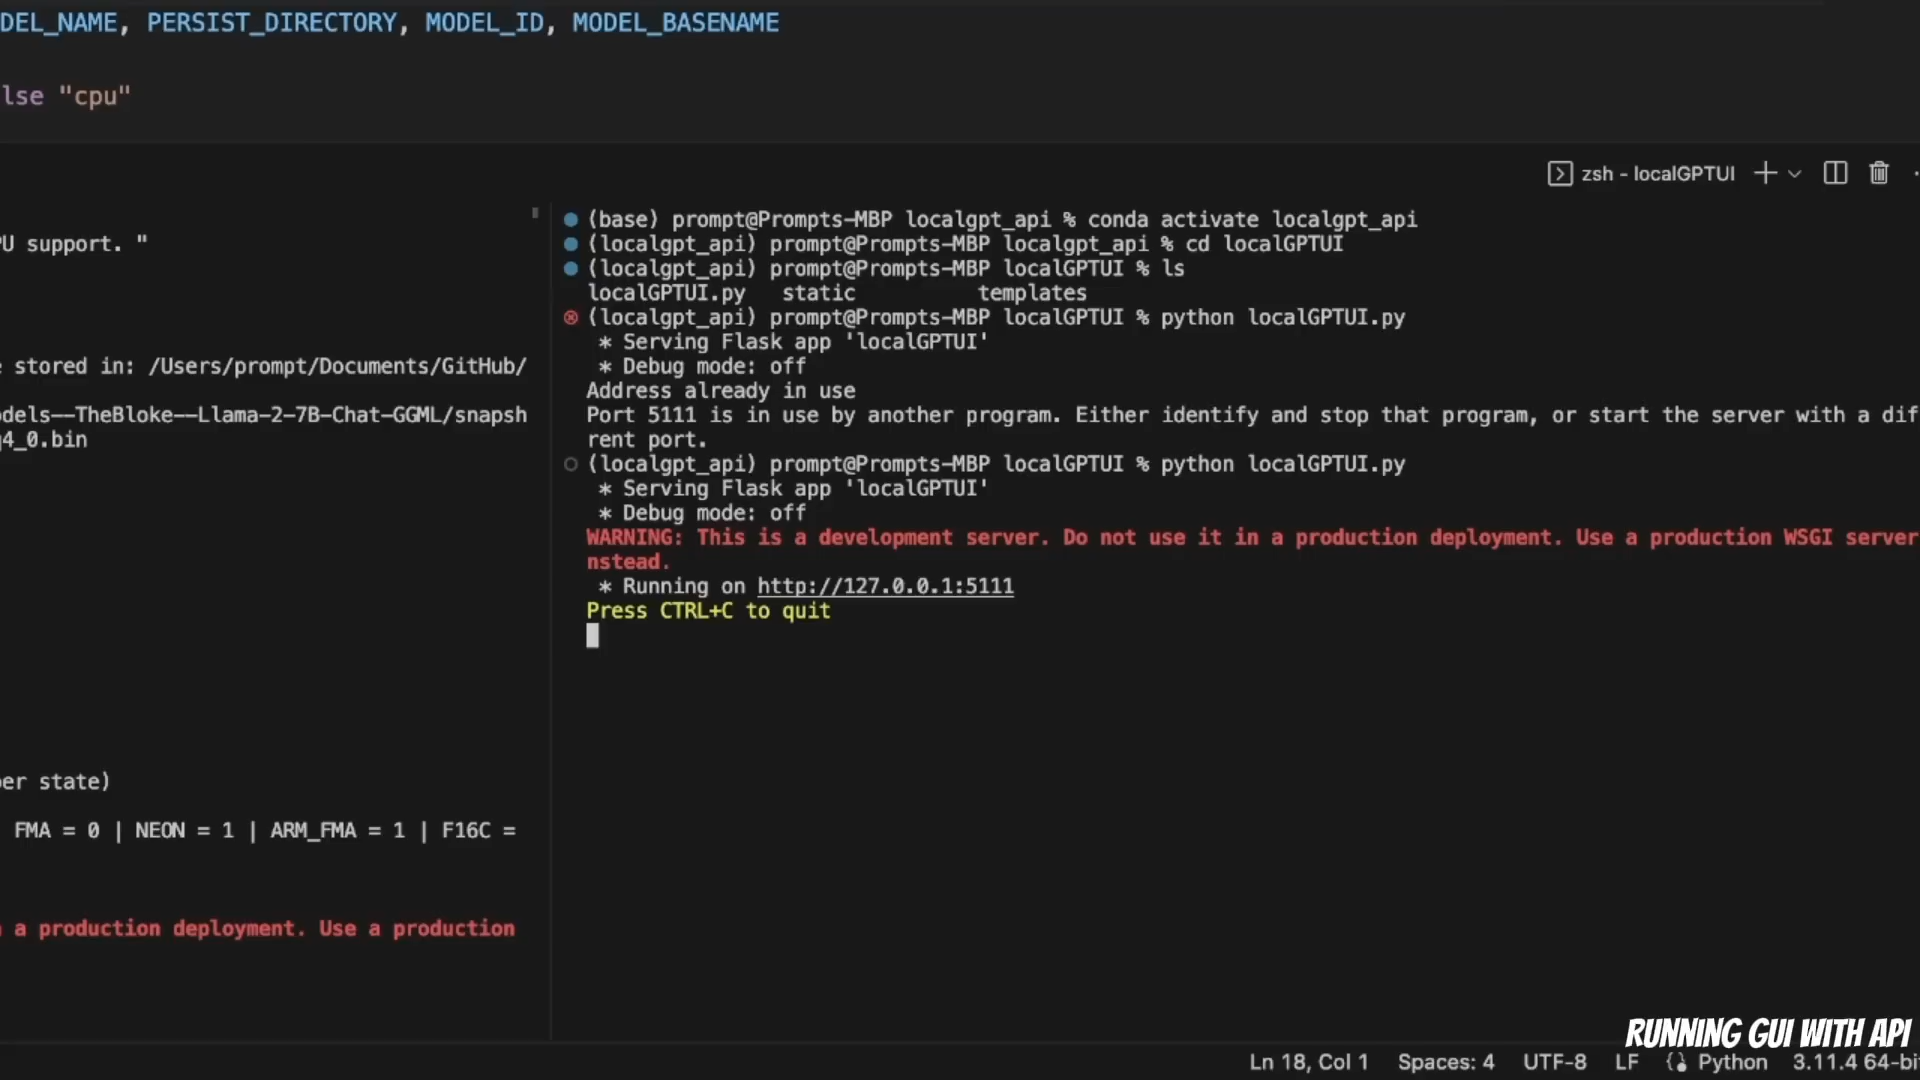 DEL_NAME, PERSIST_DIRECTORY, MODEL_ID, MODEL_BASENAME
lse "cpu"
zsh - localGPTUI
U support. "
stored in: /Users/prompt/Documents/GitHub/
dels--TheBloke--Llama-2-7B-Chat-GGML/snapsh
4_0.bin
er state)
FMA = 0 | NEON = 1 | ARM_FMA = 1 | F16C =
a production deployment. Use a production
(base) prompt@Prompts-MBP localgpt_api % conda activate localgpt_api
(localgpt_api) prompt@Prompts-MBP localgpt_api % cd localGPTUI
(localgpt_api) prompt@Prompts-MBP localGPTUI % ls
localGPTUI.py static templates
(localgpt_api) prompt@Prompts-MBP localGPTUI % python localGPTUI.py
* Serving Flask app 'localGPTUI'
* Debug mode: off
Address already in use
Port 5111 is in use by another program. Either identify and stop that program, or start the server with a dif
rent port.
(localgpt_api) prompt@Prompts-MBP localGPTUI % python localGPTUI.py
* Serving Flask app 'localGPTUI'
* Debug mode: off
WARNING: This is a development server. Do not use it in a production deployment. Use a production WSGI server
nstead.
* Running on http://127.0.0.1:5111
Press CTRL+C to quit
RUNNING GUI WITH API
Ln 18, Col 1 Spaces: 4 UTF-8 LF Python 3.11.4 64-bi